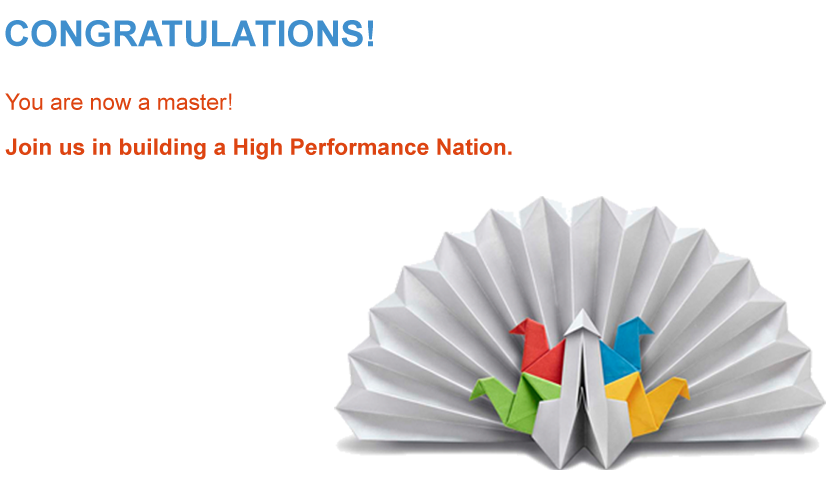 CONGRATULATIONS!
You are now a master!
Join us in building a High Performance Nation.